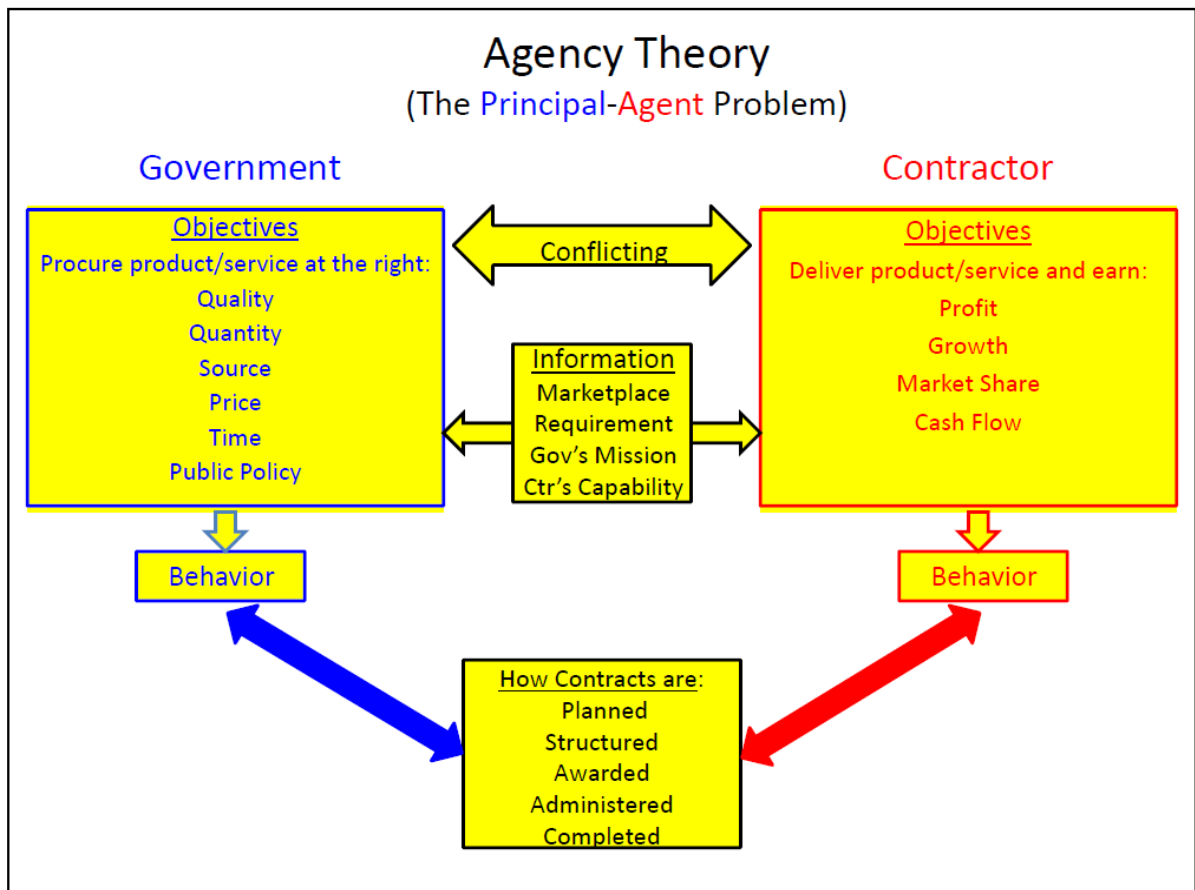 Agency Theory
(The Principal-Agent Problem)
Government
Contractor
Objectives
Procure product/service at the right:
Quality
Quantity
Source
Price
Time
Public Policy
Conflicting
Information
Marketplace
Requirement
Gov's Mission
Ctr's Capability
Objectives
Deliver product/service and earn:
Profit
Growth
Market Share
Cash Flow
Behavior
Behavior
How Contracts are:
Planned
Structured
Awarded
Administered
Completed